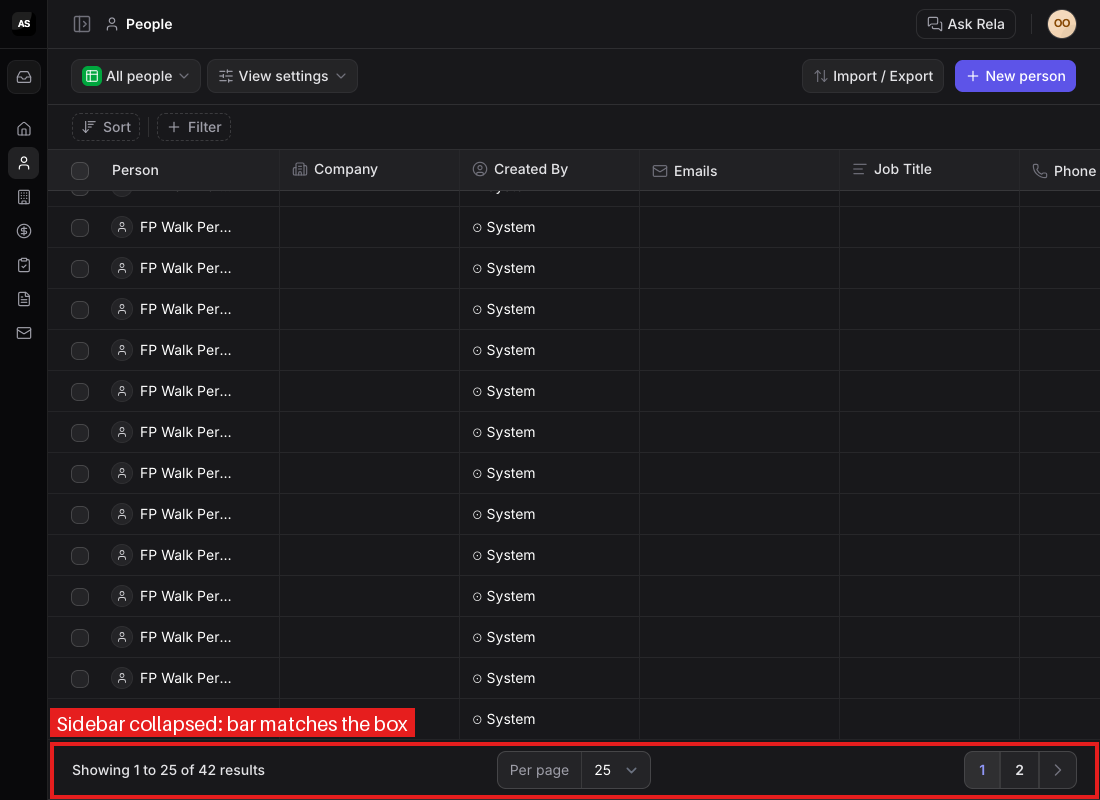 AS
People
Ask Rela
OO
All people
View settings
Import / Export
New person
Sort
Filter
Person Company Created By Emails Job Title Phone
FP Walk Per... System
FP Walk Per... System
FP Walk Per... System
FP Walk Per... System
FP Walk Per... System
FP Walk Per... System
FP Walk Per... System
FP Walk Per... System
FP Walk Per... System
FP Walk Per... System
FP Walk Per... System
FP Walk Per... System
System
Sidebar collapsed: bar matches the box
Showing 1 to 25 of 42 results
Per page 25
1 2